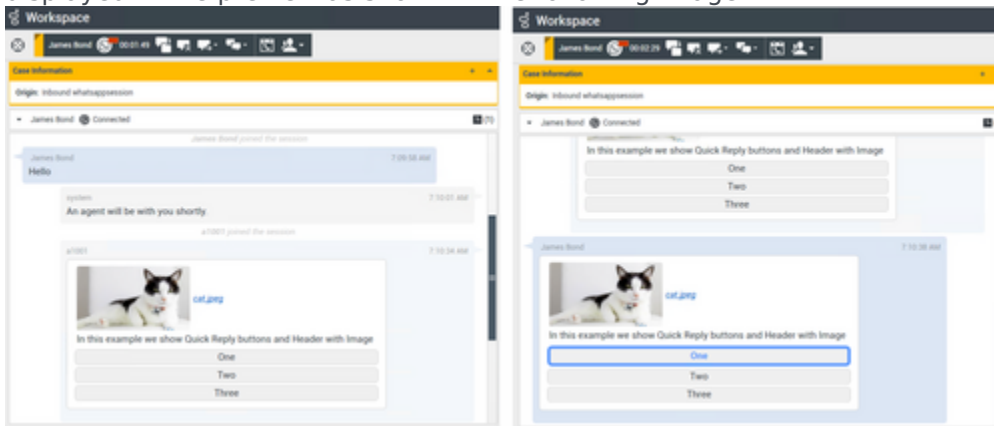 Workspace
James Bond 00:01:49
Case Information
Origin: Inbound whatsappsession
James Bond Connected (1)
James Bond joined the session
James Bond 7:09:58 AM
Hello
system 7:10:01 AM
An agent will be with you shortly.
a1001 joined the session
a1001 7:10:34 AM
cat.jpeg
In this example we show Quick Reply buttons and Header with Image
One
Two
Three
Workspace
James Bond 00:02:29
Case Information
Origin: Inbound whatsappsession
James Bond Connected
In this example we show Quick Reply buttons and Header with Image
One
Two
Three
James Bond 7:10:38 AM
cat.jpeg
In this example we show Quick Reply buttons and Header with Image
One
Two
Three